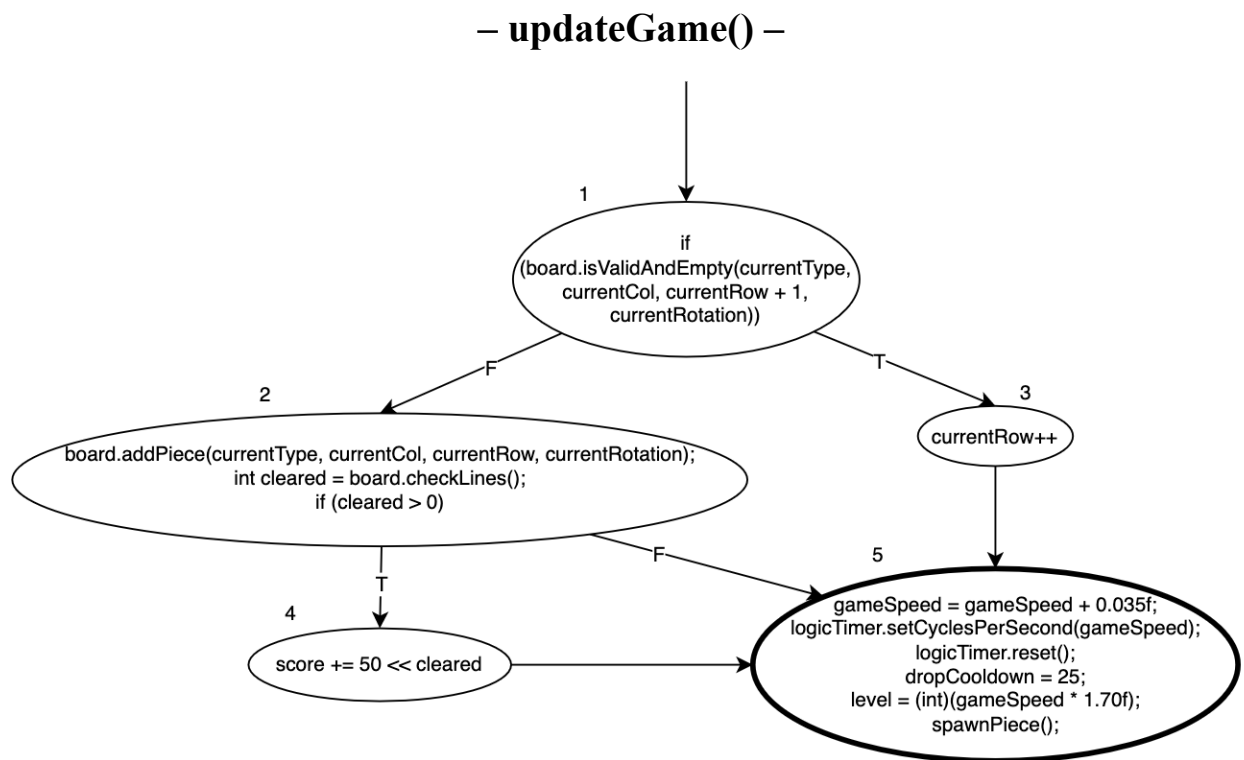 – updateGame() –
1
if
(board.isValidAndEmpty(currentType,
currentCol, currentRow + 1,
currentRotation))
F
T
2
board.addPiece(currentType, currentCol, currentRow, currentRotation);
int cleared = board.checkLines();
if (cleared > 0)
3
currentRow++
T
F
4
score += 50 << cleared
5
gameSpeed = gameSpeed + 0.035f;
logicTimer.setCyclesPerSecond(gameSpeed);
logicTimer.reset();
dropCooldown = 25;
level = (int)(gameSpeed * 1.70f);
spawnPiece();